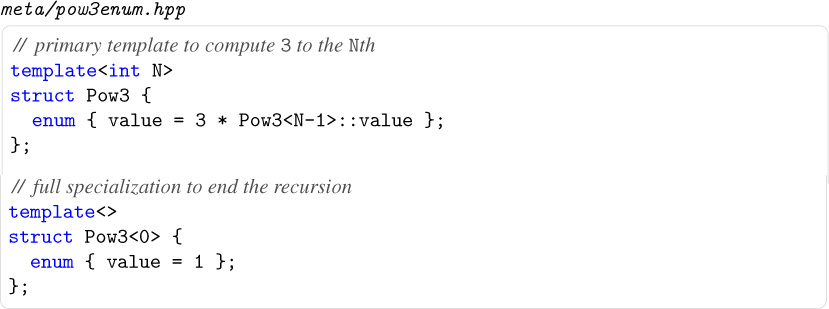 meta/pow3enum.hpp
// primary template to compute 3 to the Nth
template<int N>
struct Pow3 {
  enum { value = 3 * Pow3<N-1>::value };
};
// full specialization to end the recursion
template<>
struct Pow3<0> {
  enum { value = 1 };
};